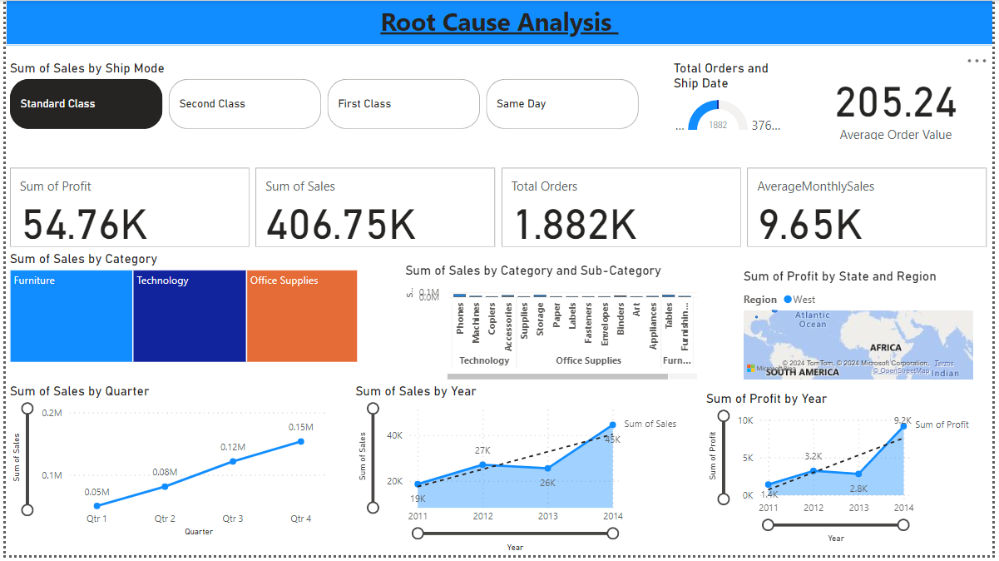 Root Cause Analysis
Sum of Sales by Ship Mode
Standard Class
Second Class
First Class
Same Day
Total Orders and
Ship Date
...
1882
376...
205.24
Average Order Value
Sum of Profit
54.76K
Sum of Sales
406.75K
Total Orders
1.882K
AverageMonthlySales
9.65K
Sum of Sales by Category
Furniture
Technology
Office Supplies
Sum of Sales by Category and Sub-Category
S...
0.1M
0.0M
Phones
Machines
Copiers
Accessories
Supplies
Storage
Paper
Labels
Fasteners
Envelopes
Binders
Art
Appliances
Tables
Furnishin...
Technology
Office Supplies
Furn...
Sum of Profit by State and Region
Region
West
Atlantic
Ocean
AFRICA
SOUTH AMERICA
Indian
Microsoft Bing
© 2024 TomTom, © 2024 Microsoft Corporation, Terms
© OpenStreetMap
Sum of Sales by Quarter
Sum of Sales
0.2M
0.1M
0.05M
0.08M
0.12M
0.15M
Qtr 1
Qtr 2
Qtr 3
Qtr 4
Quarter
Sum of Sales by Year
Sum of Sales
40K
20K
19K
27K
26K
45K
Sum of Sales
2011
2012
2013
2014
Year
Sum of Profit by Year
Sum of Profit
10K
5K
0K
1.4K
3.2K
2.8K
9.2K
Sum of Profit
2011
2012
2013
2014
Year